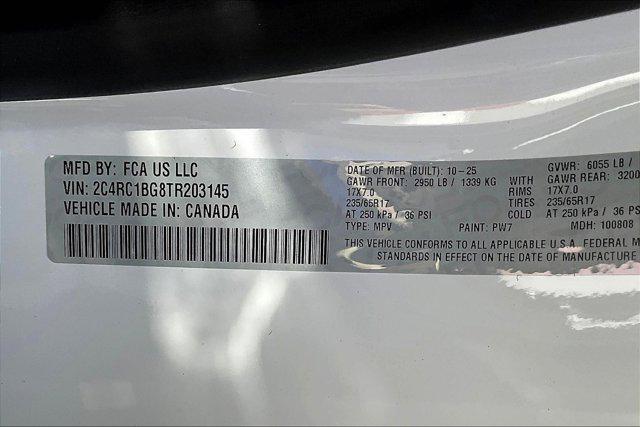 MFD BY: FCA US LLC
VIN: 2C4RC1BG8TR203145
VEHICLE MADE IN: CANADA
DATE OF MFR (BUILT): 10-25 GVWR: 6055 LB /
GAWR FRONT: 2950 LB / 1339 KG WITH GAWR REAR: 3200
17X7.0 RIMS 17X7.0
235/65R17 TIRES 235/65R17
AT 250 kPa / 36 PSI COLD AT 250 kPa / 36 PS
TYPE: MPV PAINT: PW7 MDH: 100808
THIS VEHICLE CONFORMS TO ALL APPLICABLE U.S.A. FEDERAL M
STANDARDS IN EFFECT ON THE DATE OF MANUFACTURE